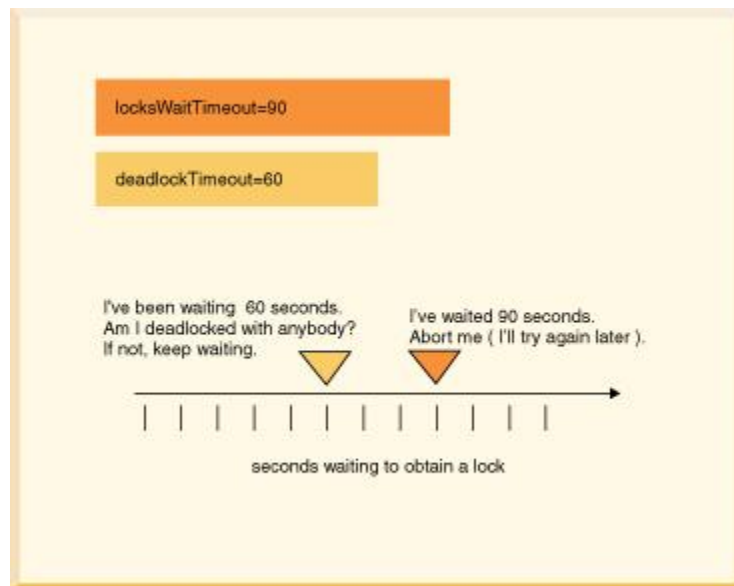 locksWaitTimeout=90
deadlockTimeout=60
I've been waiting 60 seconds.
Am I deadlocked with anybody?
If not, keep waiting.
I've waited 90 seconds.
Abort me ( I'll try again later ).
seconds waiting to obtain a lock